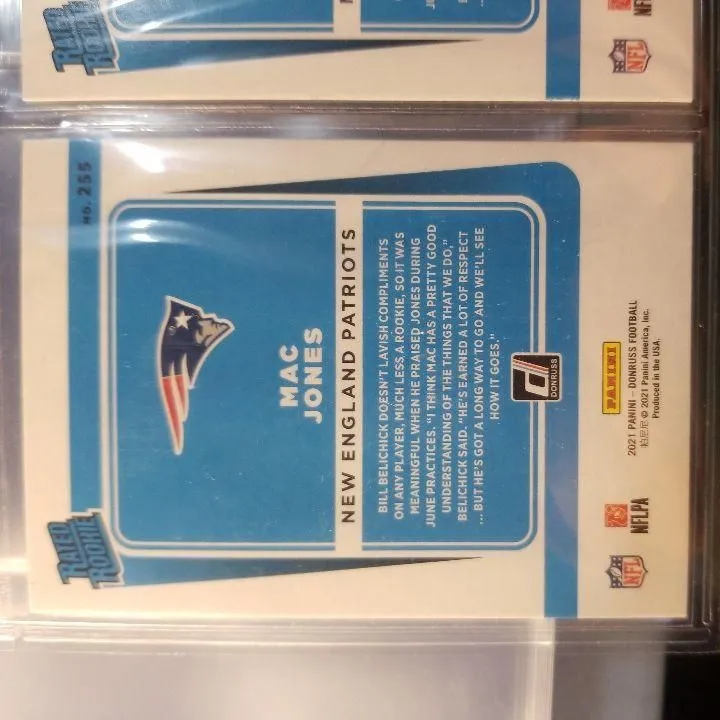 RATED
ROOKIE
NFL
RATED
ROOKIE
NO. 255
MAC
JONES
NEW ENGLAND PATRIOTS
BILL BELICHICK DOESN'T LAVISH COMPLIMENTS
ON ANY PLAYER, MUCH LESS A ROOKIE, SO IT WAS
MEANINGFUL WHEN HE PRAISED JONES DURING
JUNE PRACTICES. "I THINK MAC HAS A PRETTY GOOD
UNDERSTANDING OF THE THINGS THAT WE DO,"
BELICHICK SAID. "HE'S EARNED A LOT OF RESPECT
... BUT HE'S GOT A LONG WAY TO GO AND WE'LL SEE
HOW IT GOES."
DONRUSS
PANINI
2021 PANINI – DONRUSS FOOTBALL
帕尼尼 © 2021 Panini America, Inc.
Produced in the USA.
NFL
NFLPA